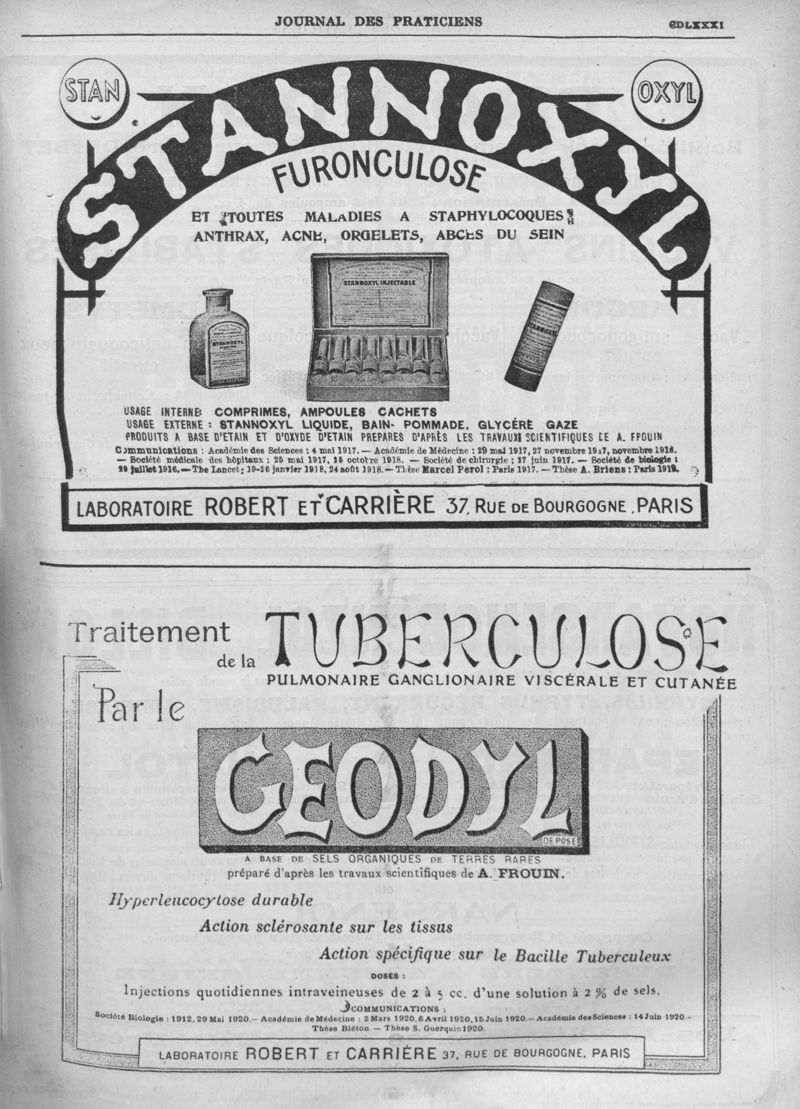 JOURNAL DES PRATICIENS
CDLXXXI
STAN
OXYL
STANNOXYL
FURONCULOSE
ET TOUTES MALADIES A STAPHYLOCOQUES
ANTHRAX, ACNE, ORGELETS, ABCES DU SEIN
STANNOXYL INJECTABLE
STANNOXYL
STANNOXYL
USAGE INTERNE: COMPRIMES, AMPOULES CACHETS
USAGE EXTERNE : STANNOXYL LIQUIDE, BAIN- POMMADE, GLYCÉRÉ GAZE
PRODUITS A BASE D'ETAIN ET D'OXYDE D'ETAIN PREPARES D'APRÈS LES TRAVAUX SCIENTIFIQUES DE A. FROUIN
Communications : Académie des Sciences : 4 mai 1917. — Académie de Médecine : 29 mai 1917, 27 novembre 1917, novembre 1918.
— Société médicale des hôpitaux : 25 mai 1917, 25 octobre 1918. — Société de chirurgie : 27 juin 1917. — Société de biologie :
29 juillet 1916. — The Lancet; 19-26 janvier 1918, 24 août 1918. — Thèse Marcel Perol : Paris 1917. — Thèse A. Briens : Paris 1919.
LABORATOIRE ROBERT ET CARRIÈRE 37, RUE DE BOURGOGNE, PARIS
Traitement
de la TUBERCULOSE
PULMONAIRE GANGLIONAIRE VISCÉRALE ET CUTANÉE
Par le
GEODYL
DEPOSE
A BASE DE SELS ORGANIQUES DE TERRES RARES
préparé d'après les travaux scientifiques de A. FROUIN.
Hyperleucocytose durable
Action sclérosante sur les tissus
Action spécifique sur le Bacille Tuberculeux
DOSES :
Injections quotidiennes intraveineuses de 2 à 5 cc. d'une solution à 2 % de sels.
COMMUNICATIONS :
Société Biologie : 1912, 29 Mai 1920. — Académie de Médecine : 2 Mars 1920, 6 Avril 1920, 15 Juin 1920. — Académie des Sciences : 14 Juin 1920 -
Thèse Bléton. — Thèse S. Guerquin 1920.
LABORATOIRE ROBERT ET CARRIÈRE 37, RUE DE BOURGOGNE, PARIS